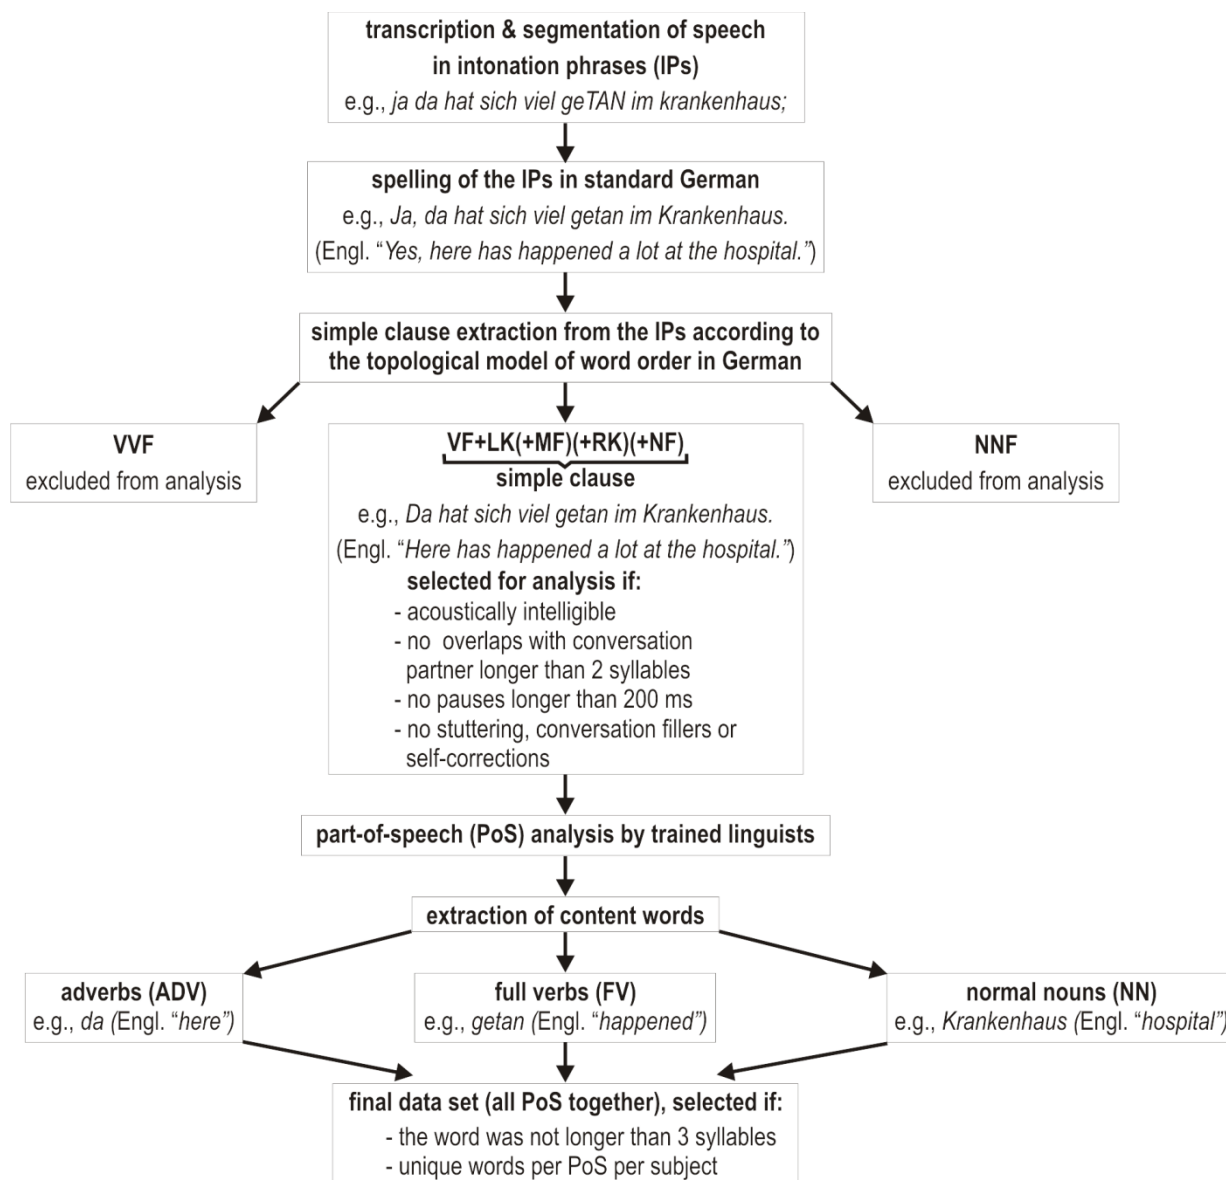 transcription & segmentation of speech
in intonation phrases (IPs)
e.g., ja da hat sich viel geTAN im krankenhaus;
spelling of the IPs in standard German
e.g., Ja, da hat sich viel getan im Krankenhaus.
(Engl. “Yes, here has happened a lot at the hospital.”)
simple clause extraction from the IPs according to
the topological model of word order in German
VVF
excluded from analysis
VF+LK(+MF)(+RK)(+NF)
simple clause
e.g., Da hat sich viel getan im Krankenhaus.
(Engl. “Here has happened a lot at the hospital.”)
selected for analysis if:
- acoustically intelligible
- no overlaps with conversation
partner longer than 2 syllables
- no pauses longer than 200 ms
- no stuttering, conversation fillers or
self-corrections
NNF
excluded from analysis
part-of-speech (PoS) analysis by trained linguists
extraction of content words
adverbs (ADV)
e.g., da (Engl. “here”)
full verbs (FV)
e.g., getan (Engl. “happened”)
normal nouns (NN)
e.g., Krankenhaus (Engl. “hospital”)
final data set (all PoS together), selected if:
- the word was not longer than 3 syllables
- unique words per PoS per subject